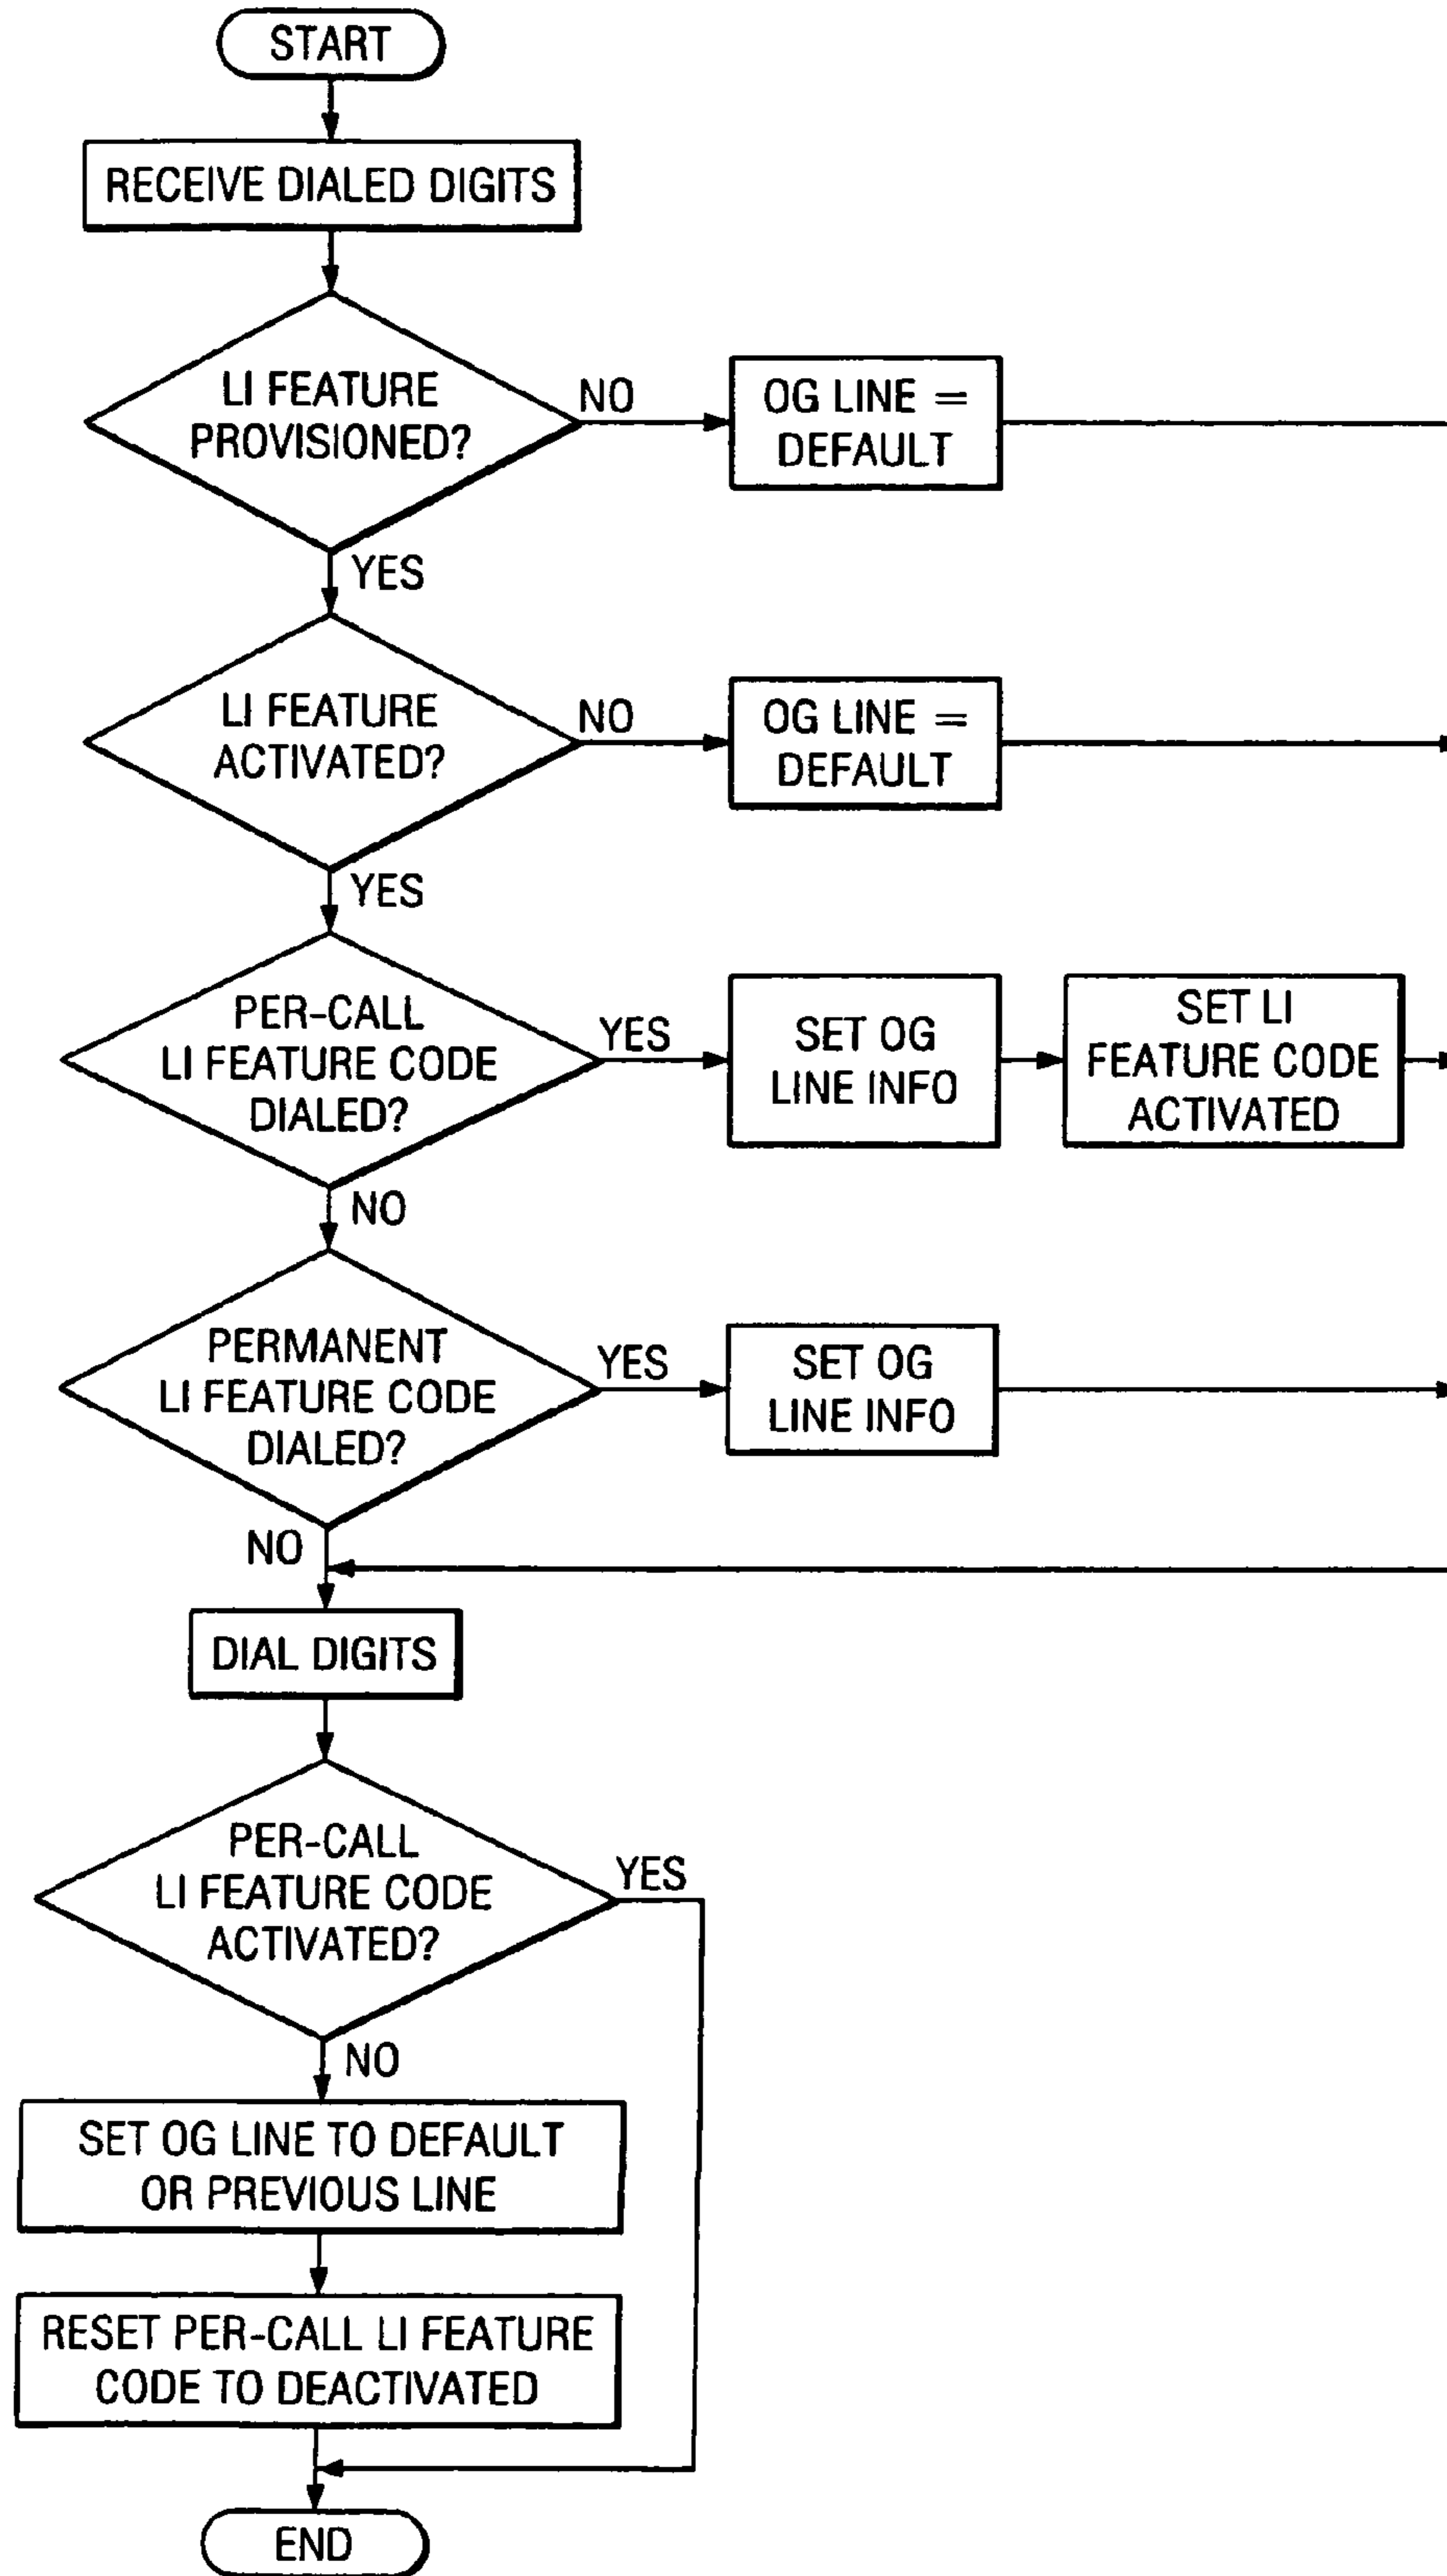 START
RECEIVE DIALED DIGITS
LI FEATURE
PROVISIONED?
NO
OG LINE =
DEFAULT
YES
LI FEATURE
ACTIVATED?
NO
OG LINE =
DEFAULT
YES
PER-CALL
LI FEATURE CODE
DIALED?
YES
SET OG
LINE INFO
SET LI
FEATURE CODE
ACTIVATED
NO
PERMANENT
LI FEATURE CODE
DIALED?
YES
SET OG
LINE INFO
NO
DIAL DIGITS
PER-CALL
LI FEATURE CODE
ACTIVATED?
YES
NO
SET OG LINE TO DEFAULT
OR PREVIOUS LINE
RESET PER-CALL LI FEATURE
CODE TO DEACTIVATED
END